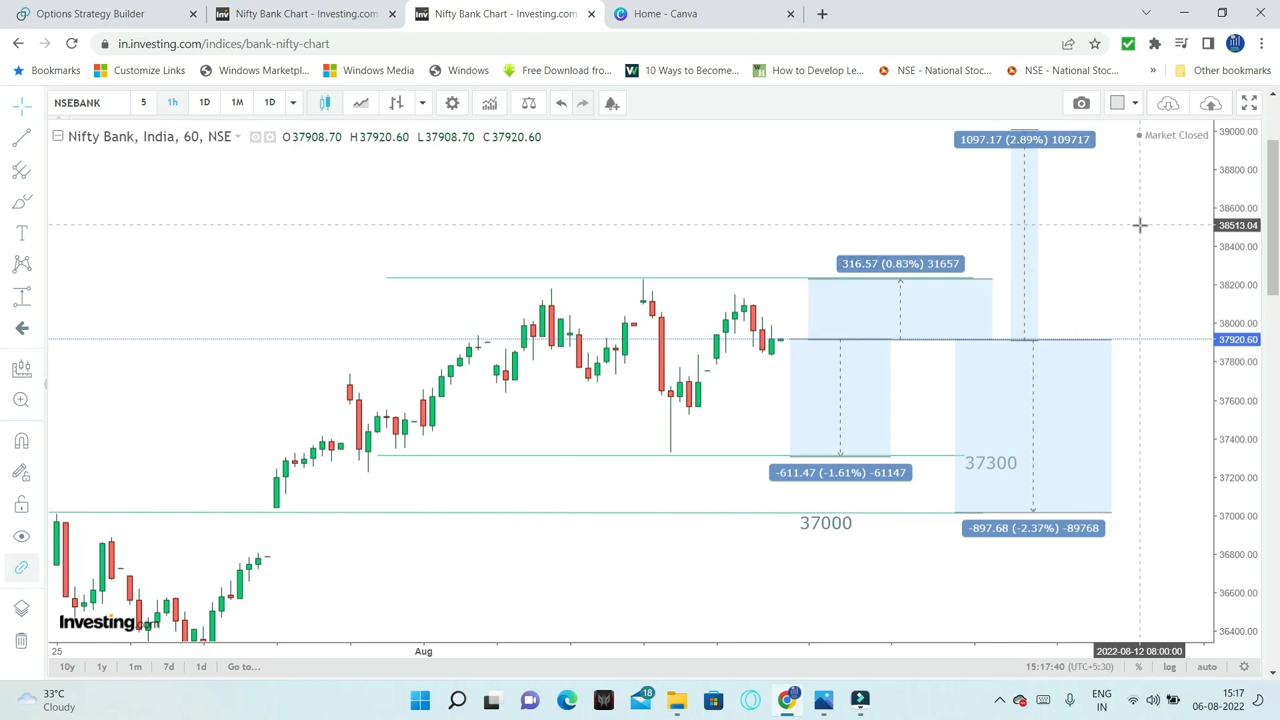 Options Strategy Builder
Nifty Bank Chart - Investing.com
Nifty Bank Chart - Investing.com
Home - Canva
in.investing.com/indices/bank-nifty-chart
Bookmarks
Customize Links
Windows Marketpl...
Windows Media
Windows
Free Download fro...
10 Ways to Become...
How to Develop Le...
NSE - National Stoc...
NSE - National Stoc...
»
Other bookmarks
NSEBANK 5 1h 1D 1M 1D
Nifty Bank, India, 60, NSE O37908.70 H37920.60 L37908.70 C37920.60
Market Closed
1097.17 (2.89%) 109717
316.57 (0.83%) 31657
-611.47 (-1.61%) -61147
-897.68 (-2.37%) -89768
37300
37000
39000.00
38800.00
38600.00
38513.04
38400.00
38200.00
38000.00
37920.60
37800.00
37600.00
37400.00
37200.00
37000.00
36800.00
36600.00
36400.00
Investing.com
25 Aug 2022-08-12 08:00:00
10y 1y 1m 7d 1d Go to... 15:17:40 (UTC+5:30) % log auto
33°C
Cloudy
18
ENG
IN
15:17
06-08-2022